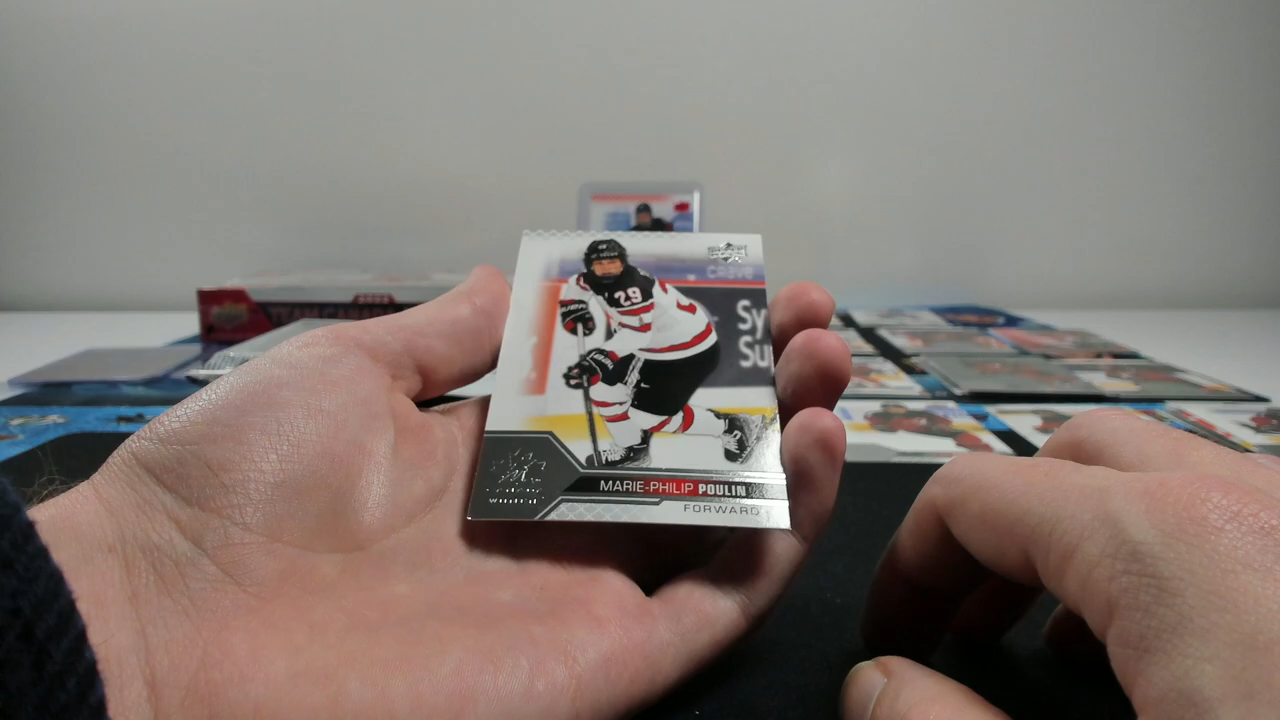 CRAVE
29
Sy
Su
MARIE-PHILIP POULIN
FORWARD
TEAM CANADA